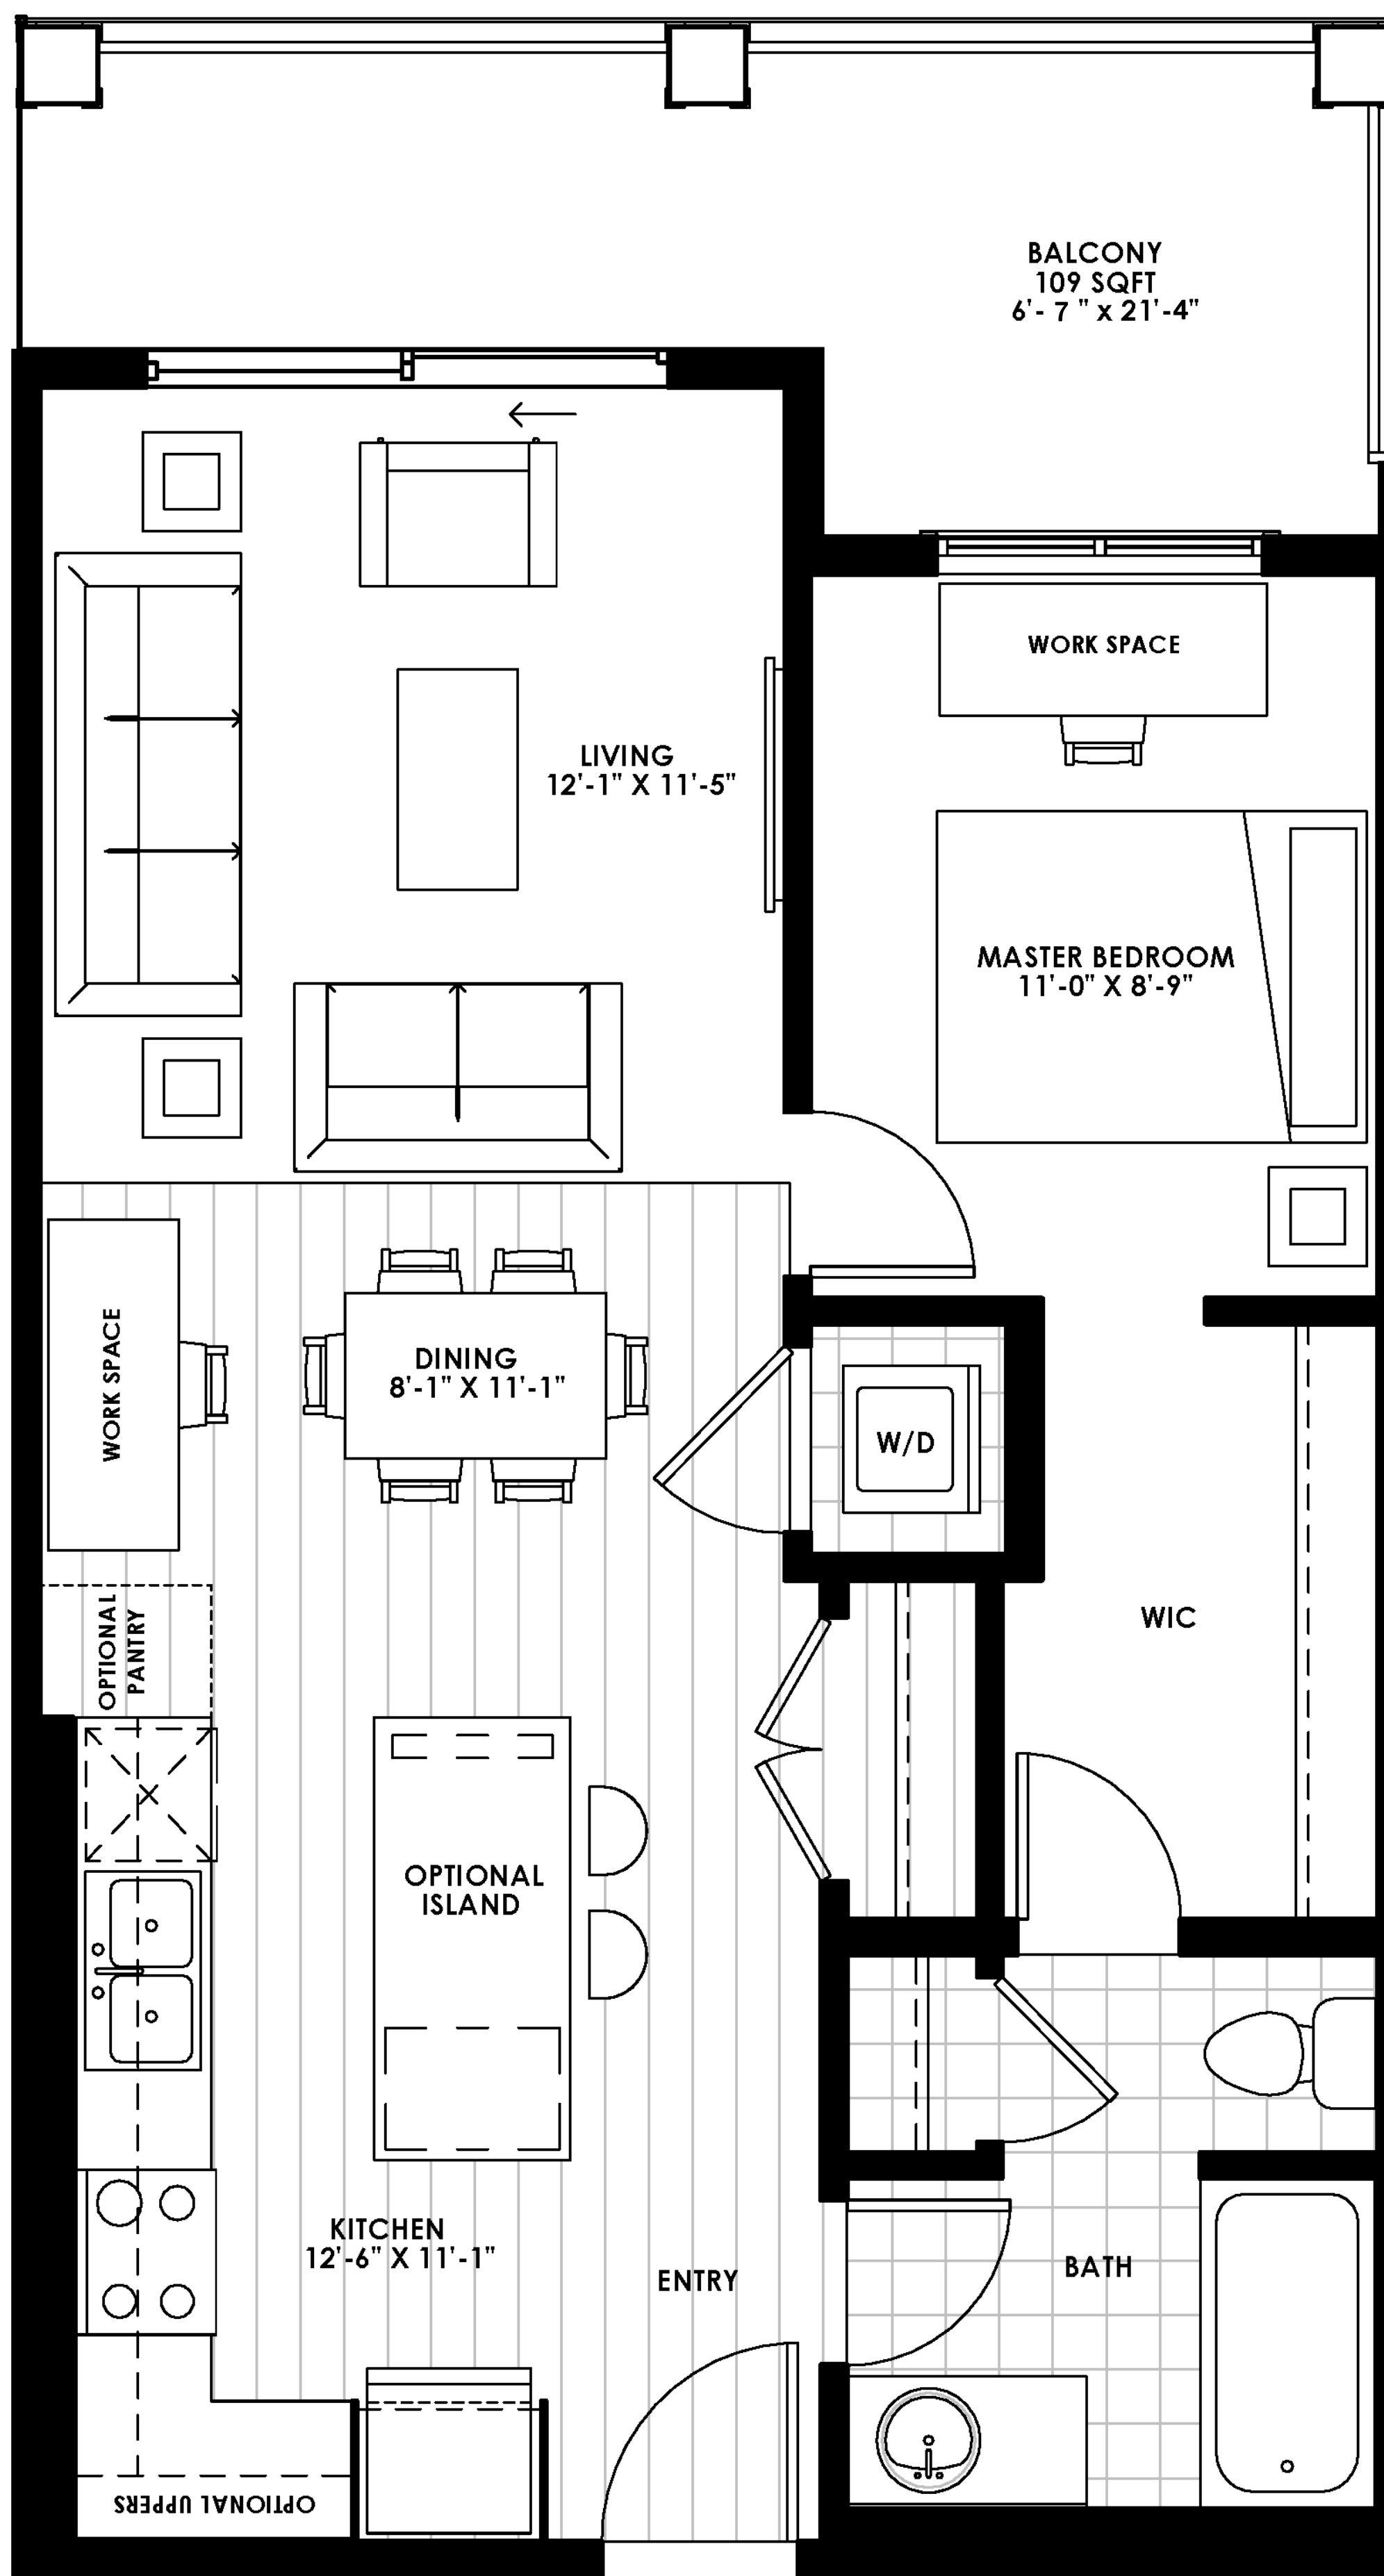 BALCONY
109 SQFT
6'- 7 " x 21'-4"
WORK SPACE
LIVING
12'-1" X 11'-5"
MASTER BEDROOM
11'-0" X 8'-9"
WORK SPACE
DINING
8'-1" X 11'-1"
W/D
OPTIONAL
PANTRY
WIC
OPTIONAL
ISLAND
KITCHEN
12'-6" X 11'-1"
ENTRY
BATH
OPTIONAL UPPERS